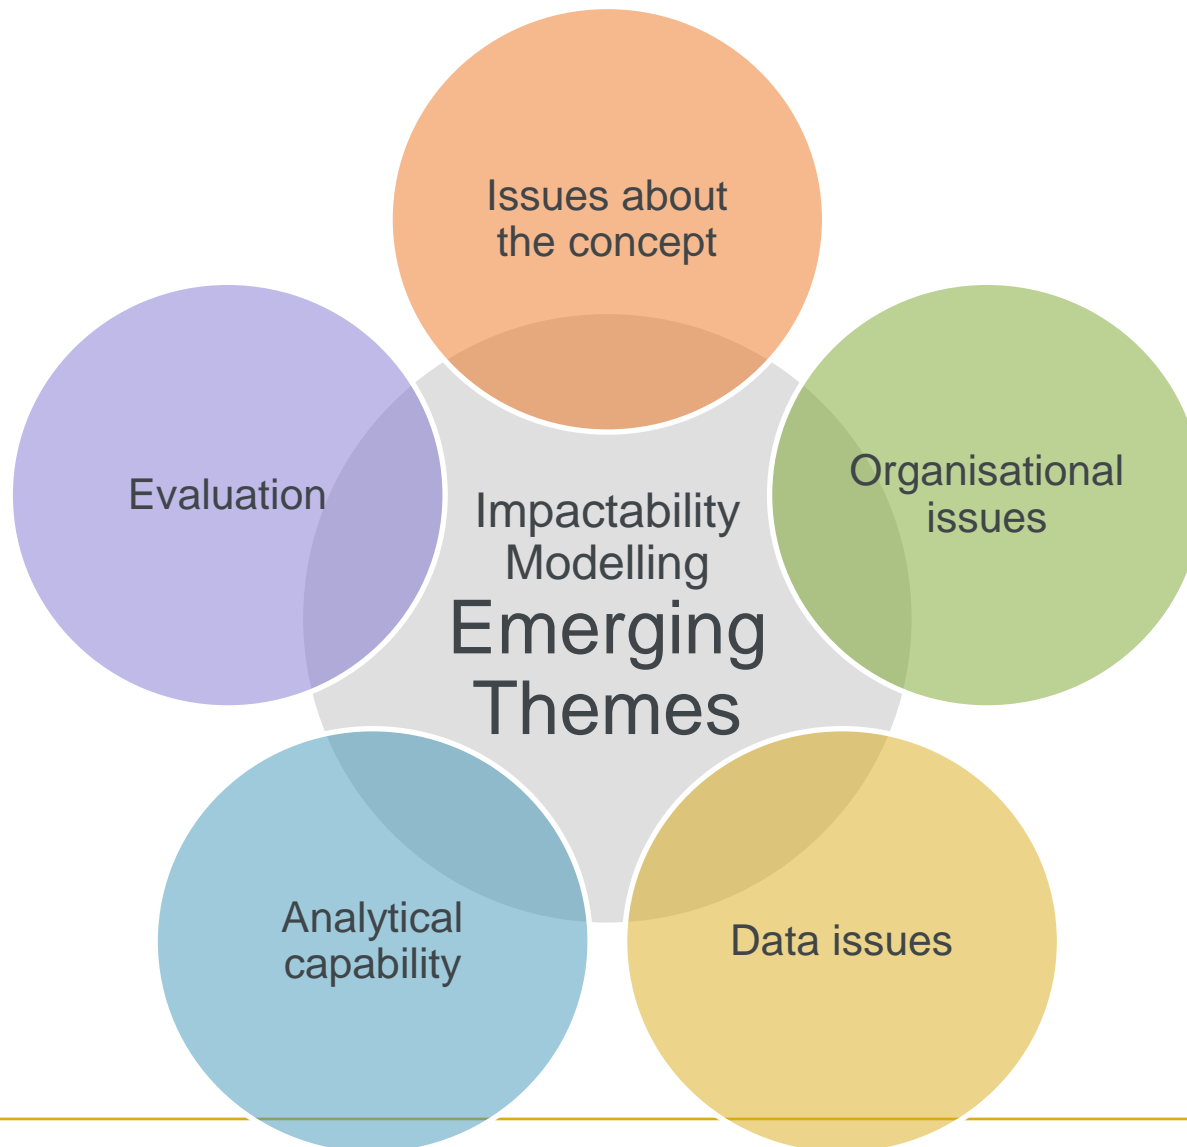 Issues about
the concept
Organisational
issues
Evaluation
Impactability
Modelling
Emerging
Themes
Analytical
capability
Data issues